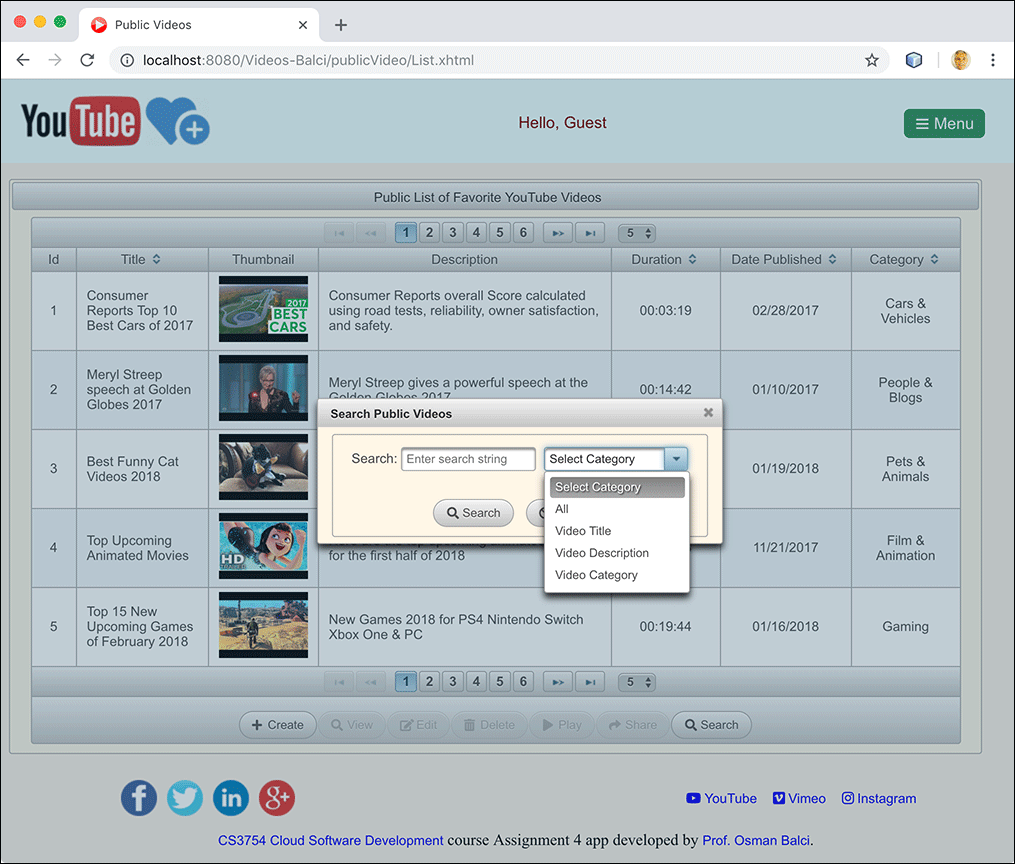 Public Videos
localhost:8080/Videos-Balci/publicVideo/List.xhtml
YouTube
Hello, Guest
Menu
Public List of Favorite YouTube Videos
1 2 3 4 5 6 5
Id Title Thumbnail Description Duration Date Published Category
1
Consumer
Reports Top 10
Best Cars of 2017
2017
BEST
CARS
Consumer Reports overall Score calculated
using road tests, reliability, owner satisfaction,
and safety.
00:03:19
02/28/2017
Cars &
Vehicles
2
Meryl Streep
speech at Golden
Globes 2017
Meryl Streep gives a powerful speech at the
Golden Globes 2017
00:14:42
01/10/2017
People &
Blogs
Search Public Videos
Search: Enter search string Select Category
Select Category
All
Video Title
Video Description
Video Category
Search
3
Best Funny Cat
Videos 2018
01/19/2018
Pets &
Animals
4
Top Upcoming
Animated Movies
HD
for the first half of 2018
11/21/2017
Film &
Animation
5
Top 15 New
Upcoming Games
of February 2018
New Games 2018 for PS4 Nintendo Switch
Xbox One & PC
00:19:44
01/16/2018
Gaming
1 2 3 4 5 6 5
Create View Edit Delete Play Share Search
YouTube Vimeo Instagram
CS3754 Cloud Software Development course Assignment 4 app developed by Prof. Osman Balci.